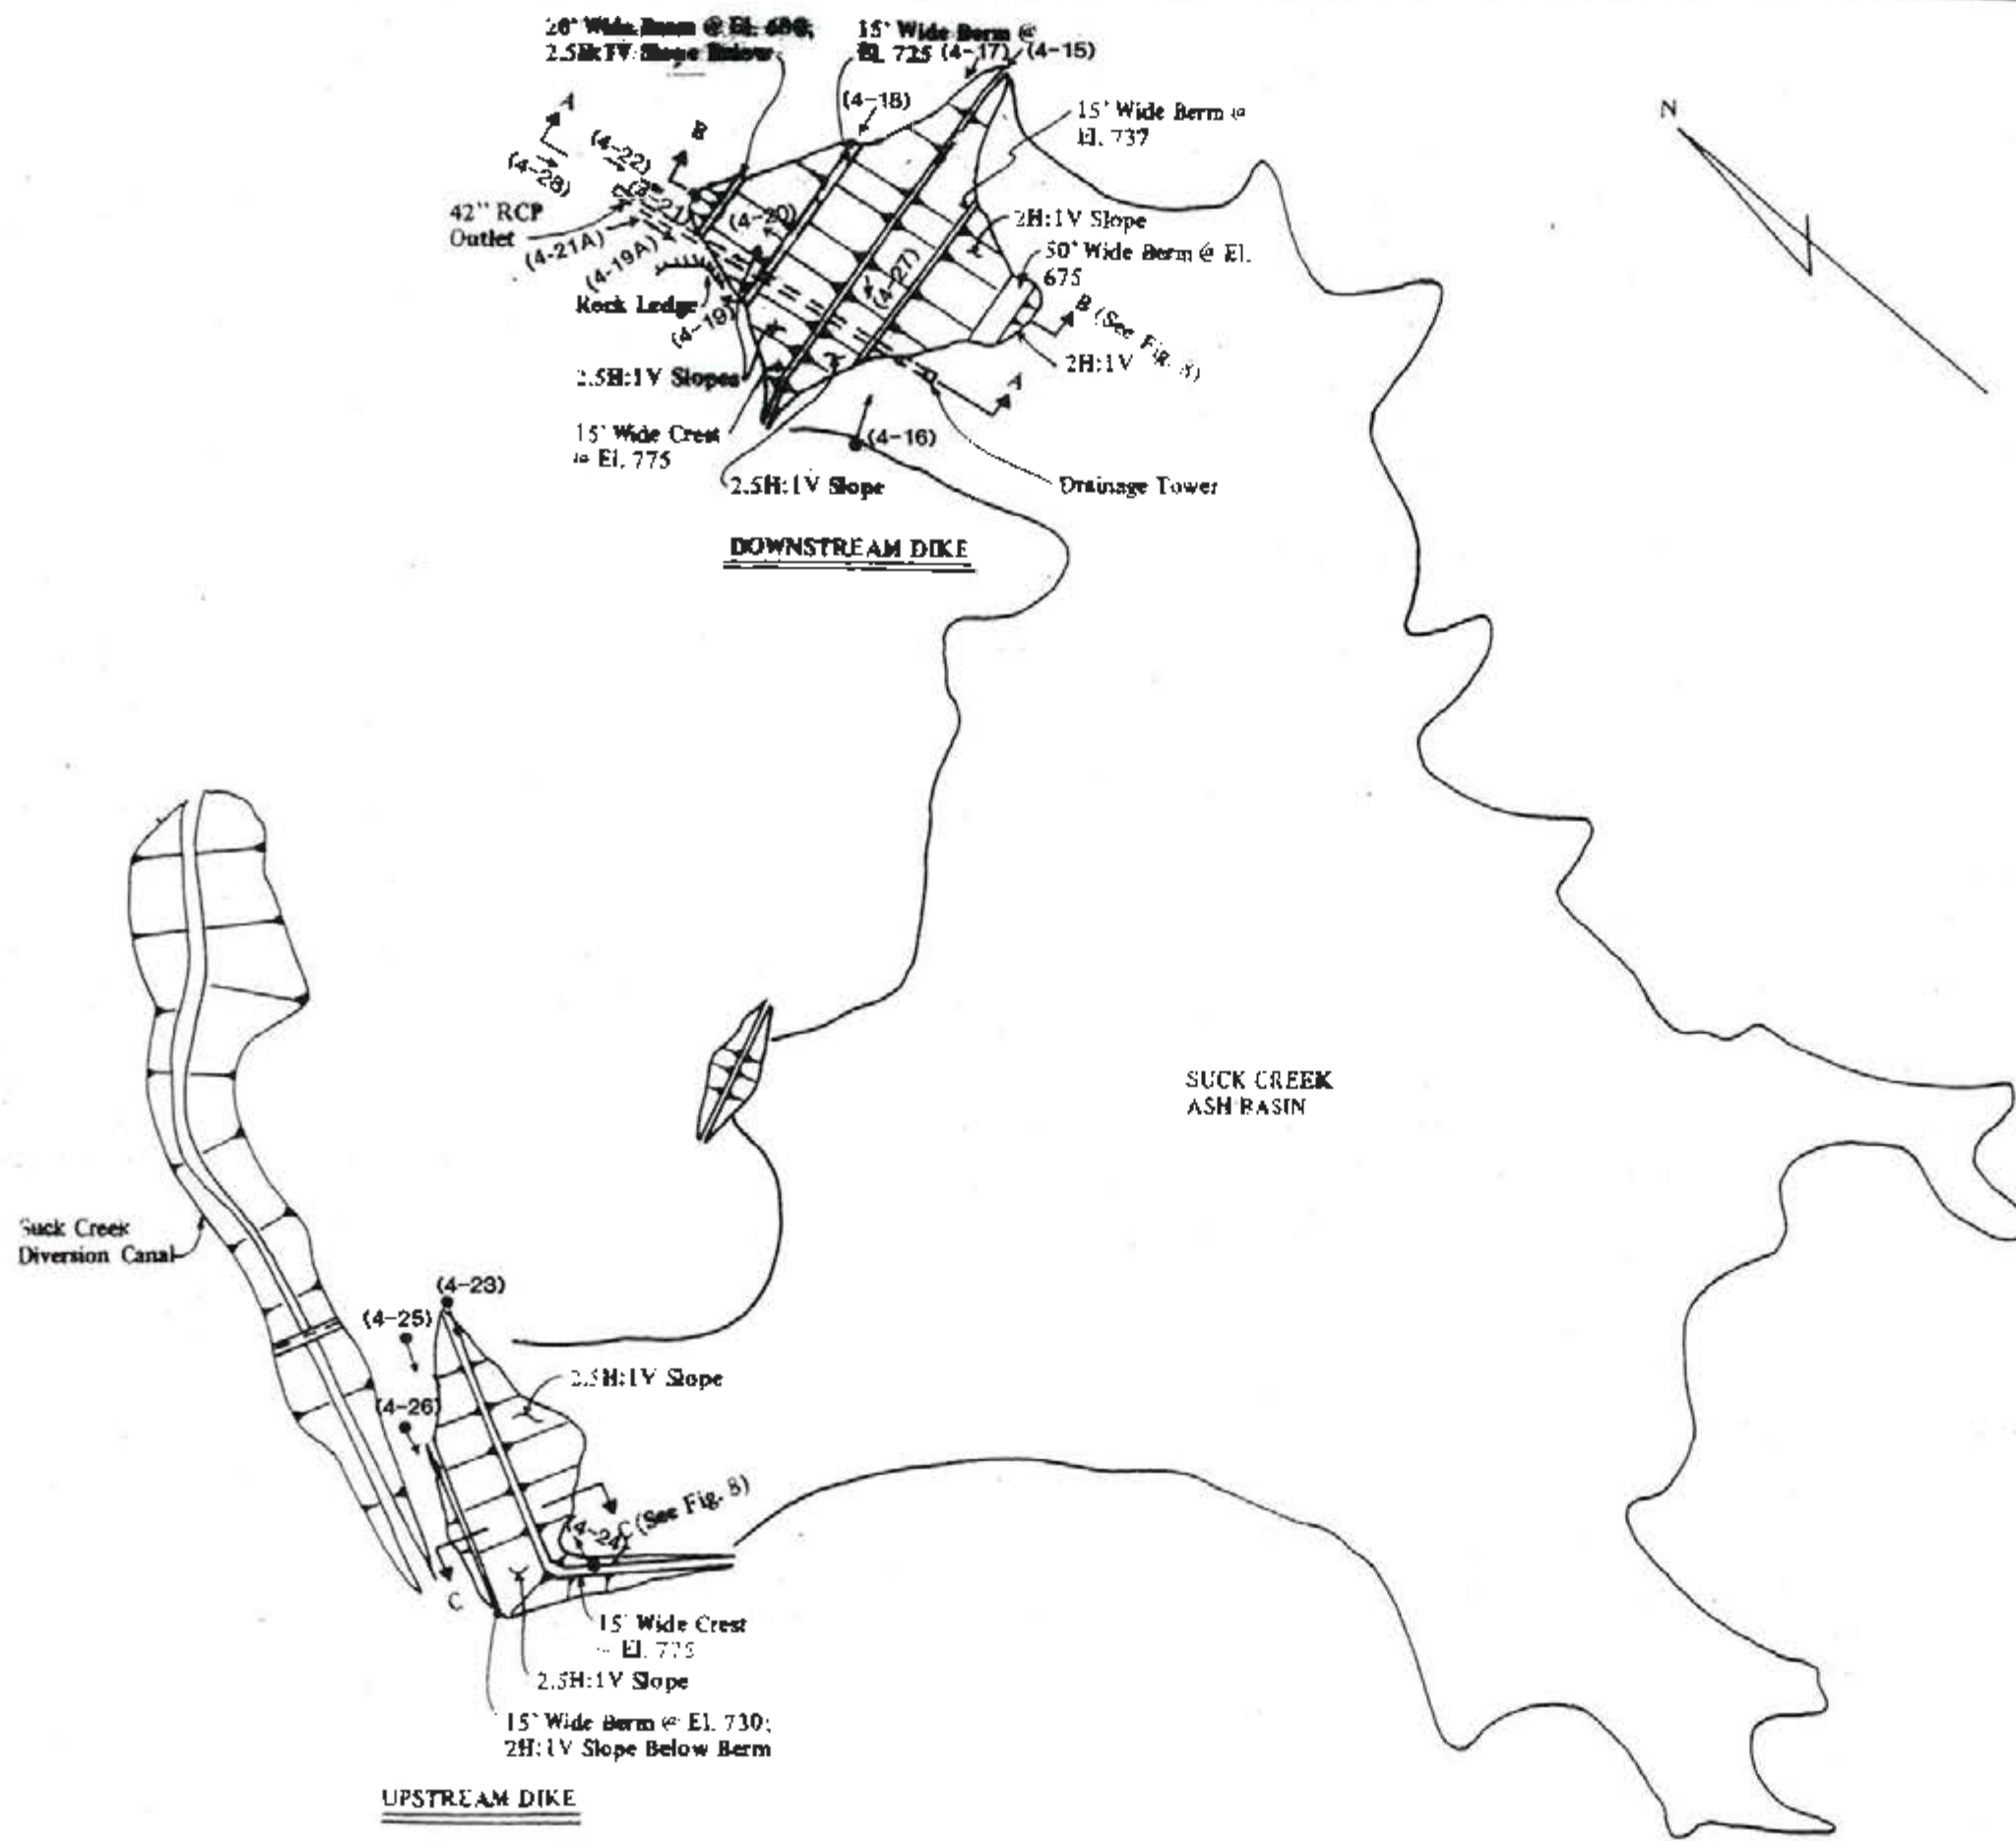 20' Wide Berm @ El. 680;
2.5H:1V Slope Below
15' Wide Berm @
El. 725
(4-17)
(4-15)
(4-18)
15' Wide Berm @
El. 737
N
A
B
(4-22)
(4-28)
42" RCP
Outlet
(4-21A)
(4-19A)
(4-20)
2H:1V Slope
50' Wide Berm @ El.
675
(4-27)
Rock Ledge
(4-19)
B (See Fig. 8)
2H:1V
A
2.5H:1V Slopes
15' Wide Crest
@ El. 775
(4-16)
2.5H:1V Slope
Drainage Tower
DOWNSTREAM DIKE
SUCK CREEK
ASH BASIN
Suck Creek
Diversion Canal
(4-23)
(4-25)
2.5H:1V Slope
(4-26)
(4-24)
C (See Fig. 8)
C
15' Wide Crest
@ El. 775
2.5H:1V Slope
15' Wide Berm @ El. 730;
2H:1V Slope Below Berm
UPSTREAM DIKE